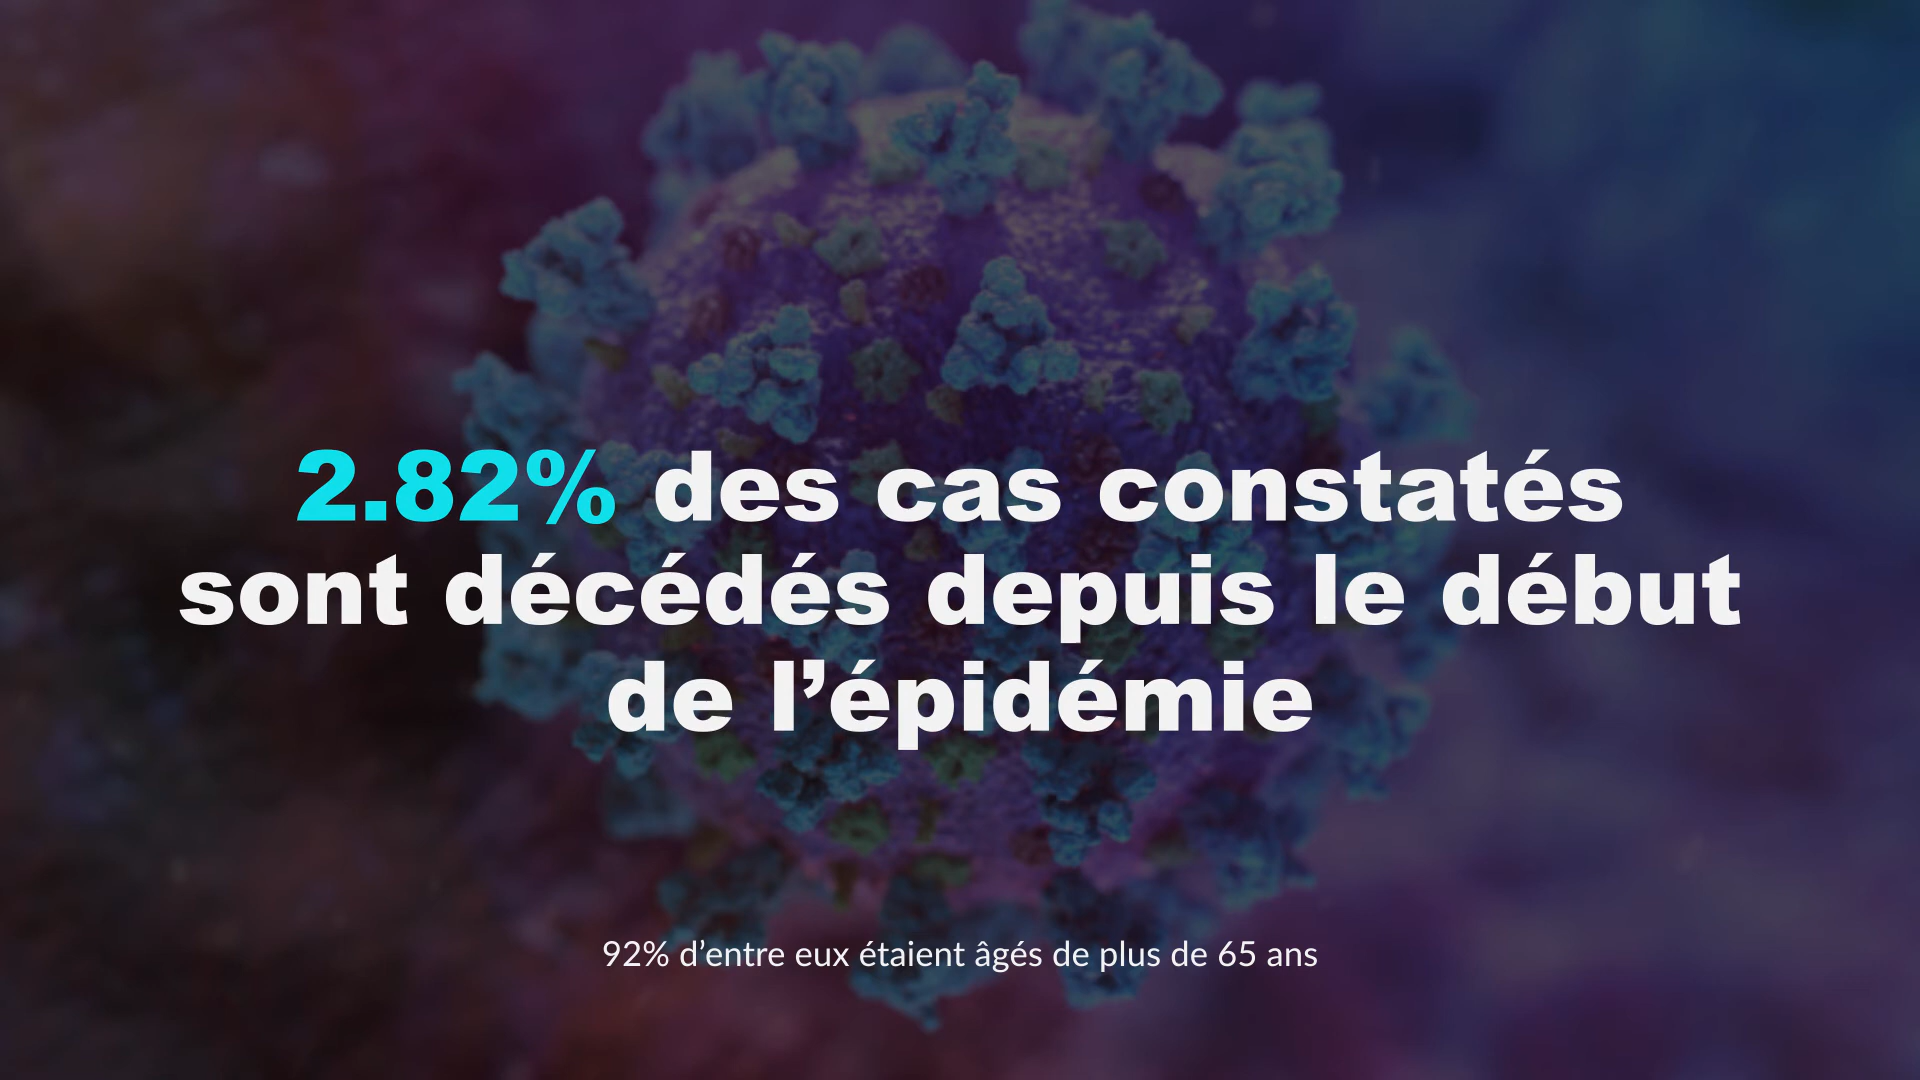 2.82% des cas constatés
sont décédés depuis le début
de l’épidémie
92% d’entre eux étaient âgés de plus de 65 ans